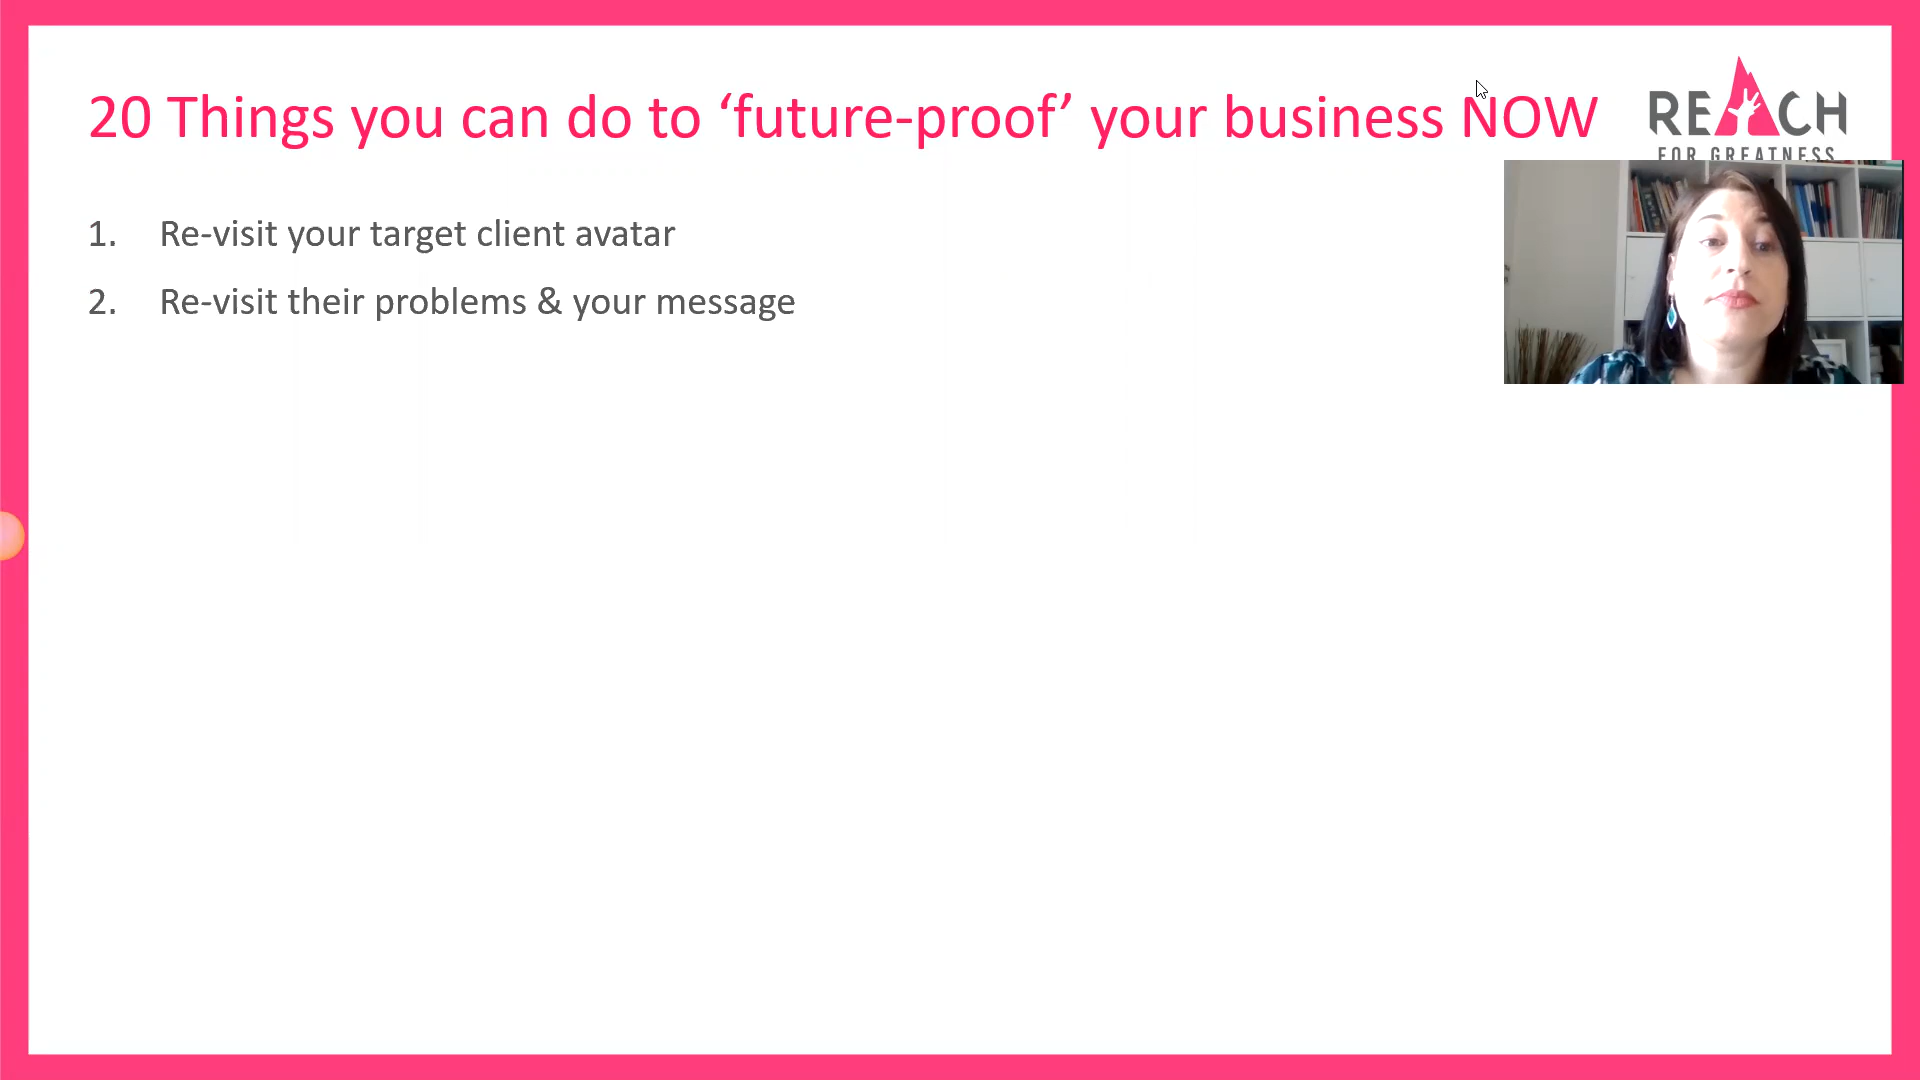 20 Things you can do to ‘future-proof’ your business NOW
REACH
FOR GREATNESS
1. Re-visit your target client avatar
2. Re-visit their problems & your message